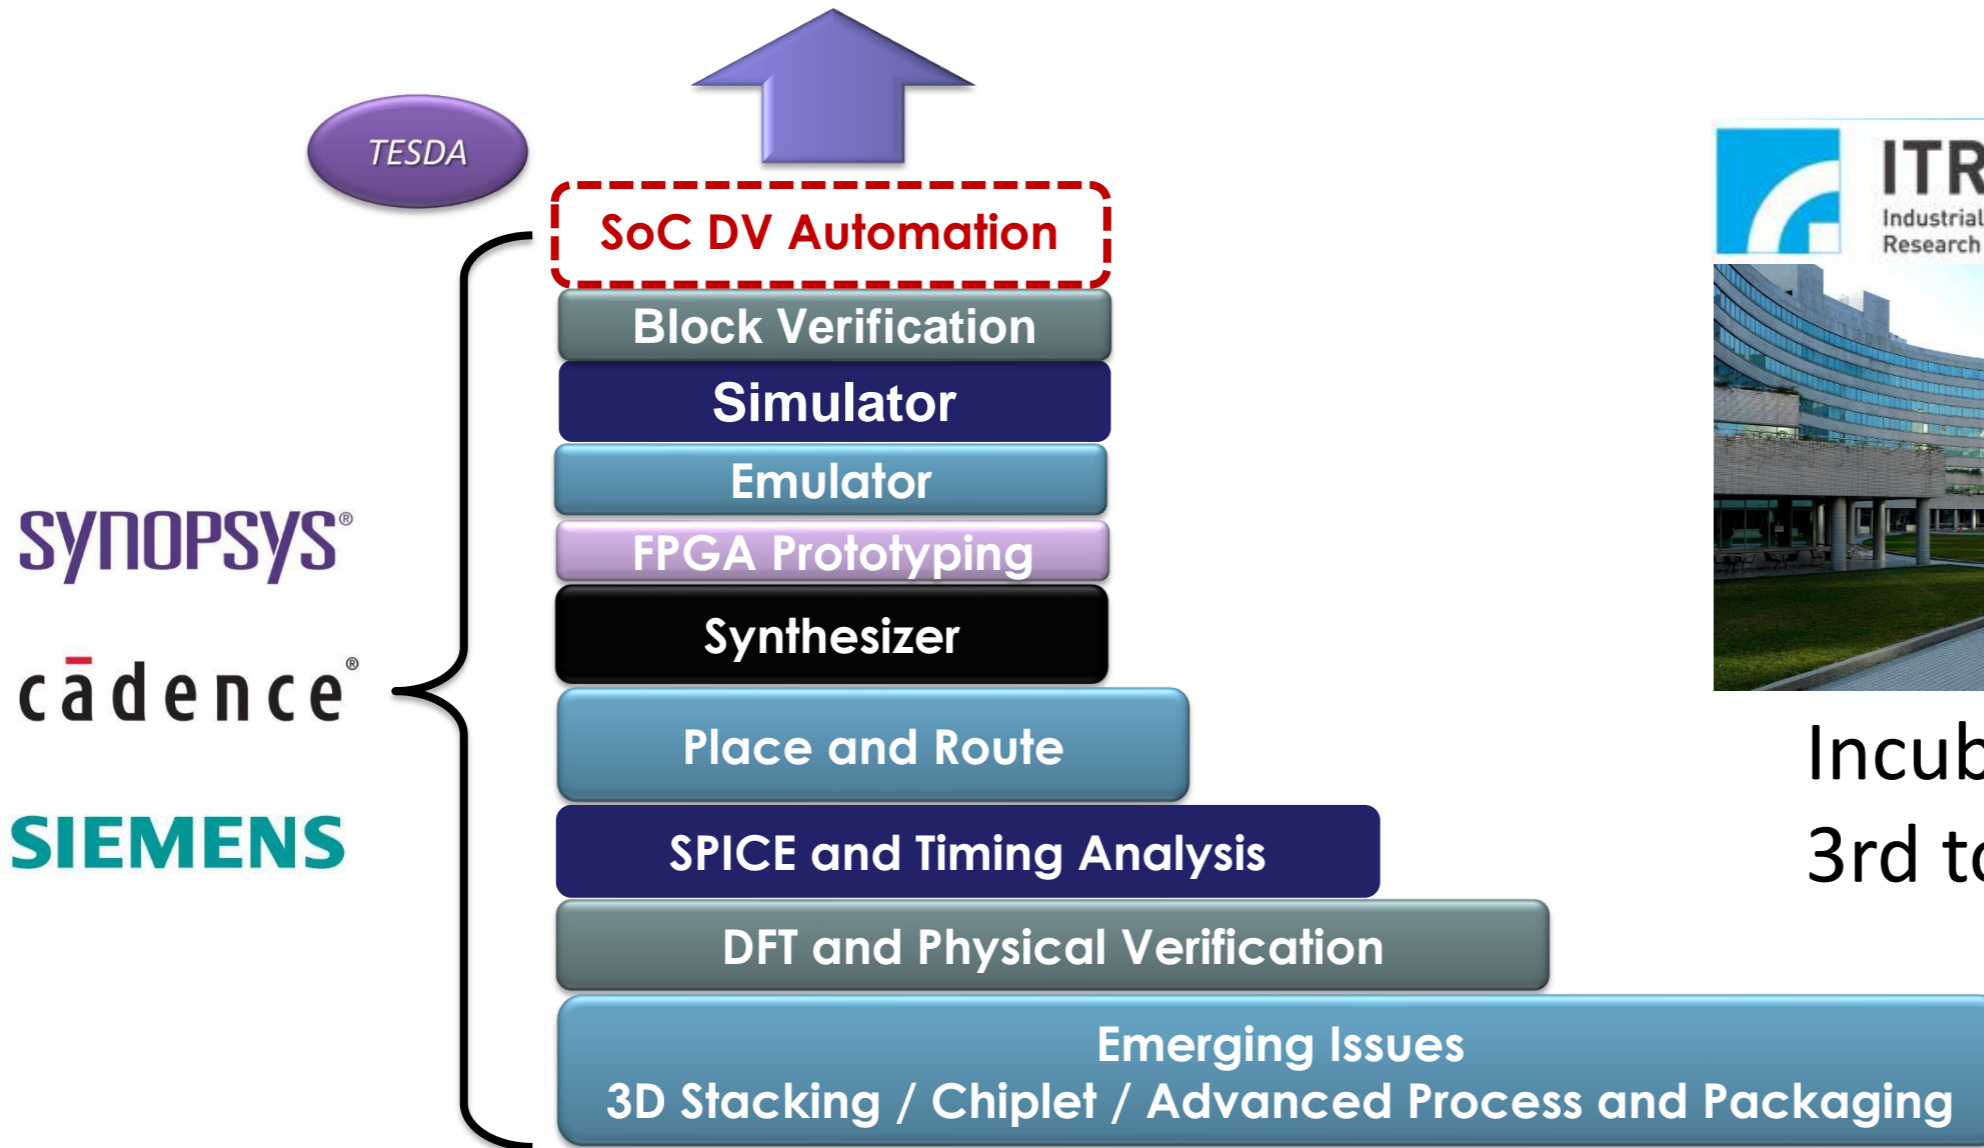 TESDA
SoC DV Automation
Block Verification
Simulator
Emulator
FPGA Prototyping
Synthesizer
Place and Route
SPICE and Timing Analysis
DFT and Physical Verification
Emerging Issues
3D Stacking / Chiplet / Advanced Process and Packaging
SYNOPSYS®
cādence®
SIEMENS
ITR
Industrial
Research
Incub
3rd to